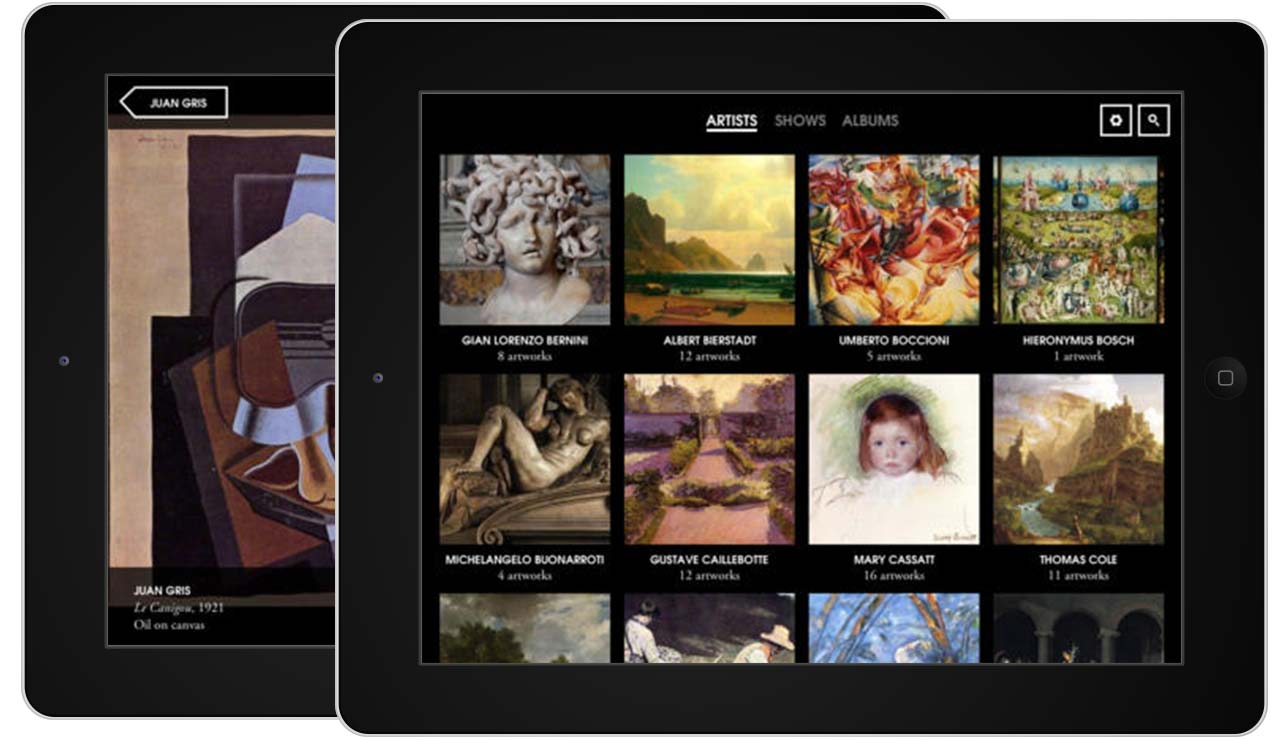 JUAN GRIS
JUAN GRIS
Le Canigou, 1921
Oil on canvas
ARTISTS SHOWS ALBUMS
GIAN LORENZO BERNINI
8 artworks
ALBERT BIERSTADT
12 artworks
UMBERTO BOCCIONI
5 artworks
HIERONYMUS BOSCH
1 artwork
MICHELANGELO BUONARROTI
4 artworks
GUSTAVE CAILLEBOTTE
12 artworks
MARY CASSATT
16 artworks
THOMAS COLE
11 artworks